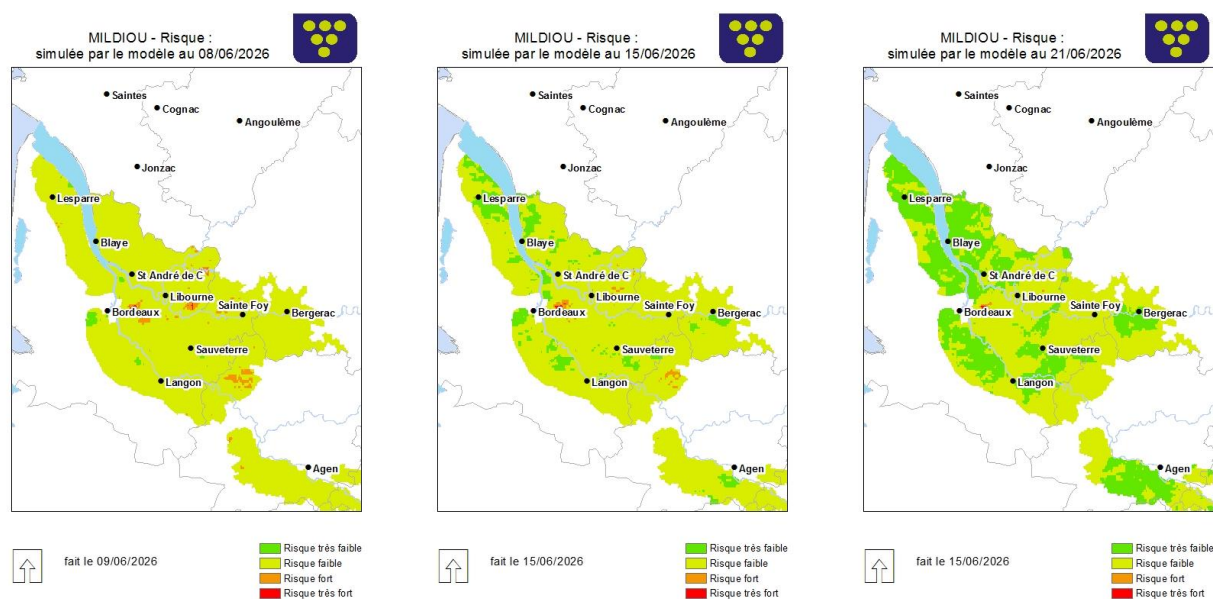 MILDIOU - Risque :
simulée par le modèle au 08/06/2026
Saintes
Cognac
Angoulême
Jonzac
Lesparre
Blaye
St André de C
Libourne
Sainte Foy
Bordeaux
Bergerac
Sauveterre
Langon
Agen
fait le 09/06/2026
Risque très faible
Risque faible
Risque fort
Risque très fort
MILDIOU - Risque :
simulée par le modèle au 15/06/2026
Saintes
Cognac
Angoulême
Jonzac
Lesparre
Blaye
St André de C
Libourne
Sainte Foy
Bordeaux
Bergerac
Sauveterre
Langon
Agen
fait le 15/06/2026
Risque très faible
Risque faible
Risque fort
Risque très fort
MILDIOU - Risque :
simulée par le modèle au 21/06/2026
Saintes
Cognac
Angoulême
Jonzac
Lesparre
Blaye
St André de C
Libourne
Sainte Foy
Bordeaux
Bergerac
Sauveterre
Langon
Agen
fait le 15/06/2026
Risque très faible
Risque faible
Risque fort
Risque très fort